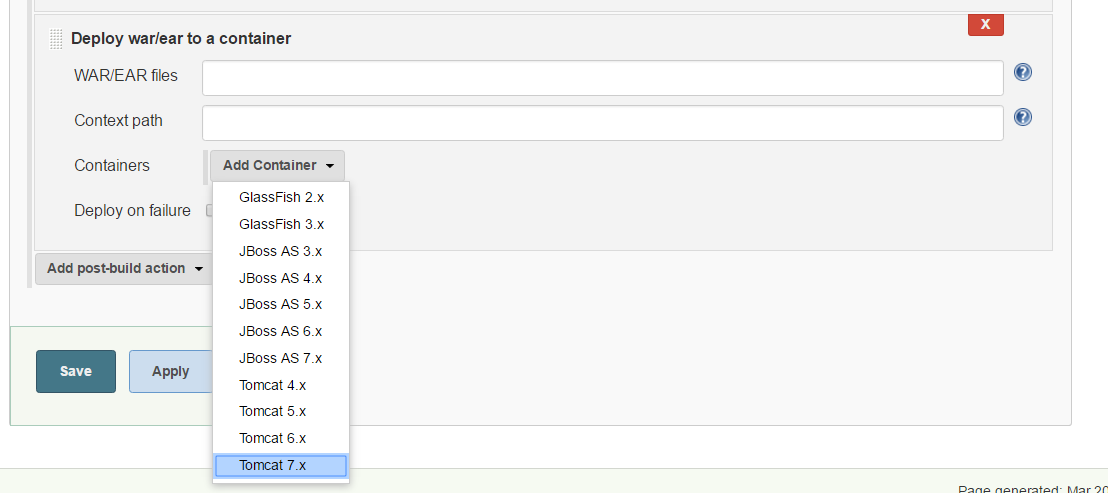 Deploy war/ear to a container
X
WAR/EAR files
?
Context path
?
Containers
Add Container
Deploy on failure
GlassFish 2.x
GlassFish 3.x
JBoss AS 3.x
JBoss AS 4.x
JBoss AS 5.x
JBoss AS 6.x
JBoss AS 7.x
Tomcat 4.x
Tomcat 5.x
Tomcat 6.x
Tomcat 7.x
Add post-build action
Save
Apply
Page generated: Mar 20